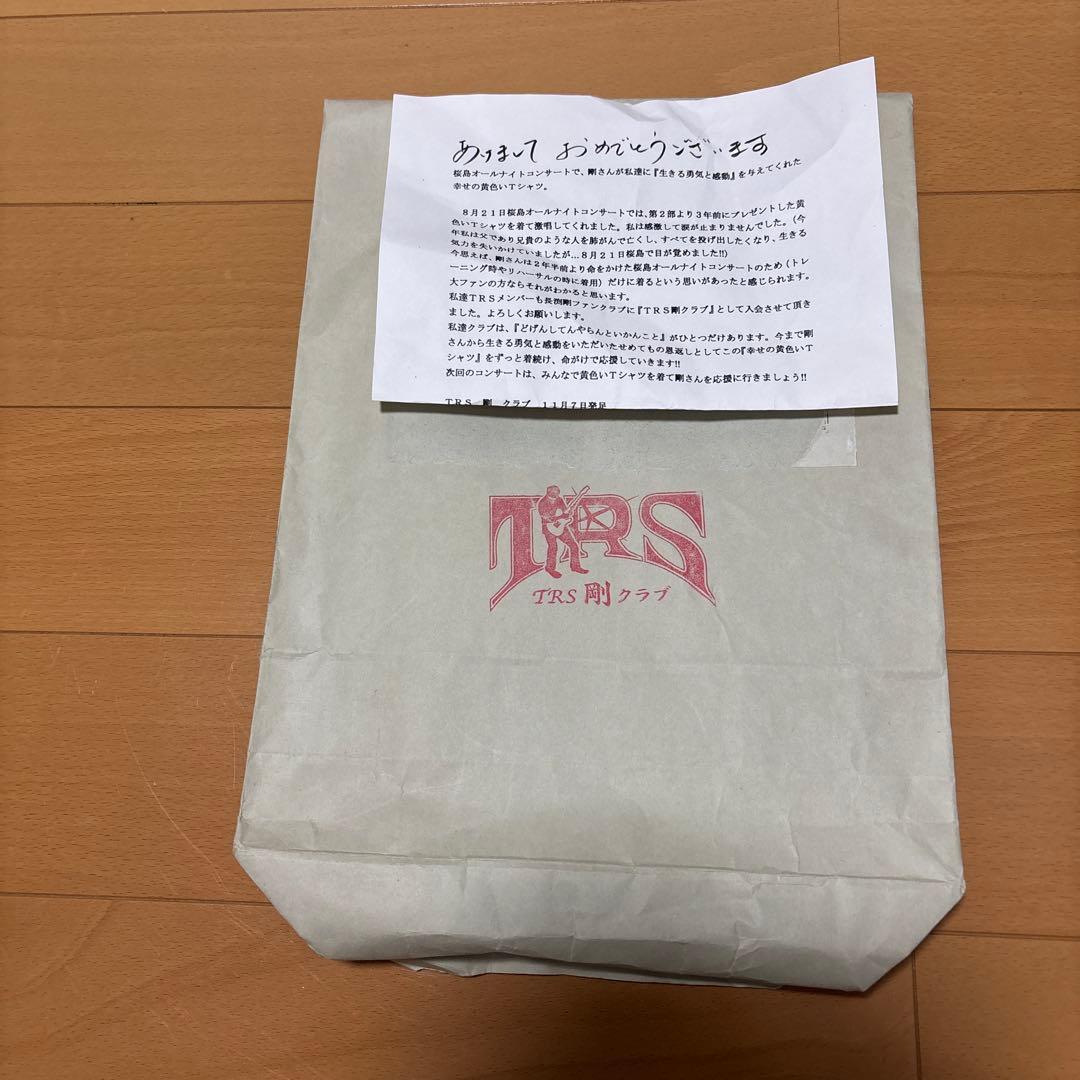 あけまして おめでとうございます
桜島オールナイトコンサートで、剛さんが私達に『生きる勇気と感動』を与えてくれた
幸せの黄色いTシャツ。
8月21日桜島オールナイトコンサートでは、第2部より3年前にプレゼントした黄
色いTシャツを着て激唱してくれました。私は感激して涙が止まりませんでした。(今
年私は父であり兄貴のような人を肺がんで亡くし、すべてを投げ出したくなり、生きる
気力を失いかけていましたが…8月21日桜島で目が覚めました!!)
今思えば、剛さんは2年半前より命をかけた桜島オールナイトコンサートのため(トレ
ーニング時やリハーサルの時に着用)だけに着るという思いがあったと感じられます。
大ファンの方ならそれがわかると思います。
私達TRSメンバーも長渕剛ファンクラブに『TRS剛クラブ』として入会させて頂き
ました。よろしくお願いします。
私達クラブは、『どげんしてんやらんといかんこと』がひとつだけあります。今まで剛
さんから生きる勇気と感動をいただいたせめてもの恩返しとしてこの『幸せの黄色いT
シャツ』をずっと着続け、命がけで応援していきます!!
次回のコンサートは、みんなで黄色いTシャツを着て剛さんを応援に行きましょう!!
TRS 剛 クラブ 11月7日発足
TRS
TRS 剛 クラブ